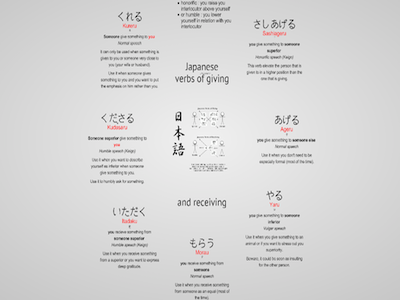 honorific : you raise you
interlocutor above yourself
or humble : you lower
yourself in relation with you
interlocutor
くれる
Kureru
Someone give something to you
Normal speech
It can only be used when something is
given to you or someone very close to
you (your wife or husband)
Use it when someone gives
something to you and you want to put
the emphasis on him rather than you.
さしあげる
Sashiageru
you give something to someone
superior
Honorific speech (Keigo)
This verb elevate the person that is
given to in a higher position than the
one that is giving.
Japanese
verbs of giving
くださる
Kudasaru
Someone superior give something to
you
Humble speech (Keigo)
Use it when you want to describe
yourself as inferior when someone
give something to you.
Use it to humbly ask for something.
日本語
あげる
Ageru
you give something to someone else
Normal speech
Use it when you don't need to be
especially formal (most of the time).
and receiving
いただく
Itadaku
you receive something from
someone superior
Humble speech (Keigo)
Use it when you receive something
from a superior or you want to express
deep gratitude.
やる
Yaru
you give something to someone
inferior
Vulgar speech
Use it when you give something to an
animal or if you want to stress out you
superiority.
Beware, it could be soon as insulting
for the other person.
もらう
Morau
you receive something from
someone
Normal speech
Use it when you receive something
from someone as an equal (most of
the time).